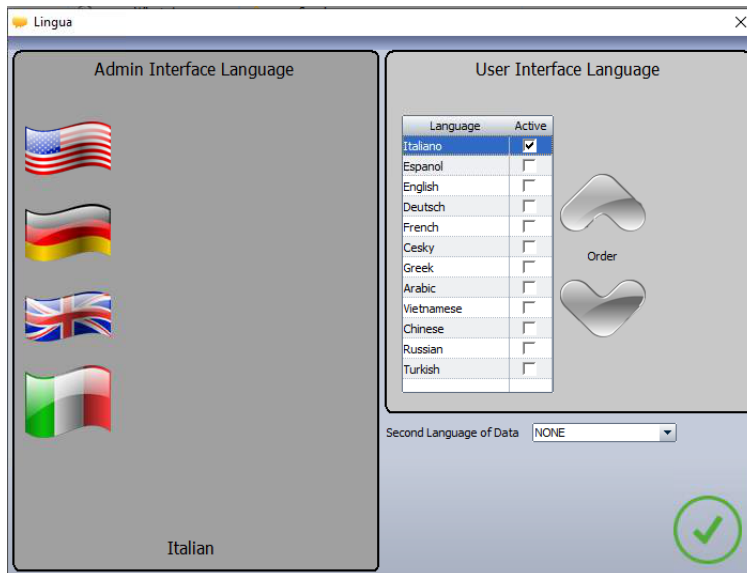 Lingua
Admin Interface Language
Italian
User Interface Language
Language Active
Italiano
Espanol
English
Deutsch
French
Cesky
Greek
Arabic
Vietnamese
Chinese
Russian
Turkish
Order
Second Language of Data NONE